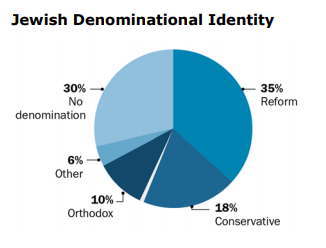 Jewish Denominational Identity
35%
Reform
18%
Conservative
10%
Orthodox
6%
Other
30%
No
denomination